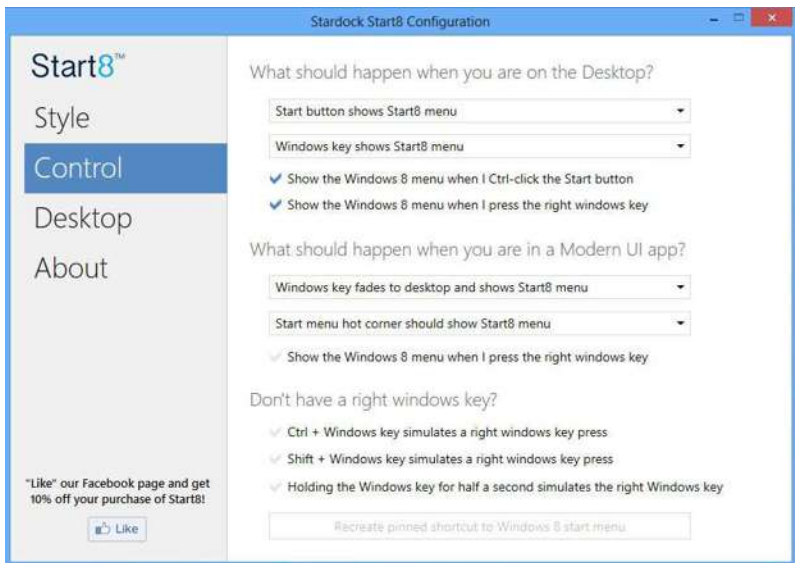 Stardock Start8 Configuration
Start8™
Style
Control
Desktop
About
"Like" our Facebook page and get
10% off your purchase of Start8!
Like
What should happen when you are on the Desktop?
Start button shows Start8 menu
Windows key shows Start8 menu
Show the Windows 8 menu when I Ctrl-click the Start button
Show the Windows 8 menu when I press the right windows key
What should happen when you are in a Modern UI app?
Windows key fades to desktop and shows Start8 menu
Start menu hot corner should show Start8 menu
Show the Windows 8 menu when I press the right windows key
Don't have a right windows key?
Ctrl + Windows key simulates a right windows key press
Shift + Windows key simulates a right windows key press
Holding the Windows key for half a second simulates the right Windows key
Recreate pinned shortcut to Windows 8 start menu